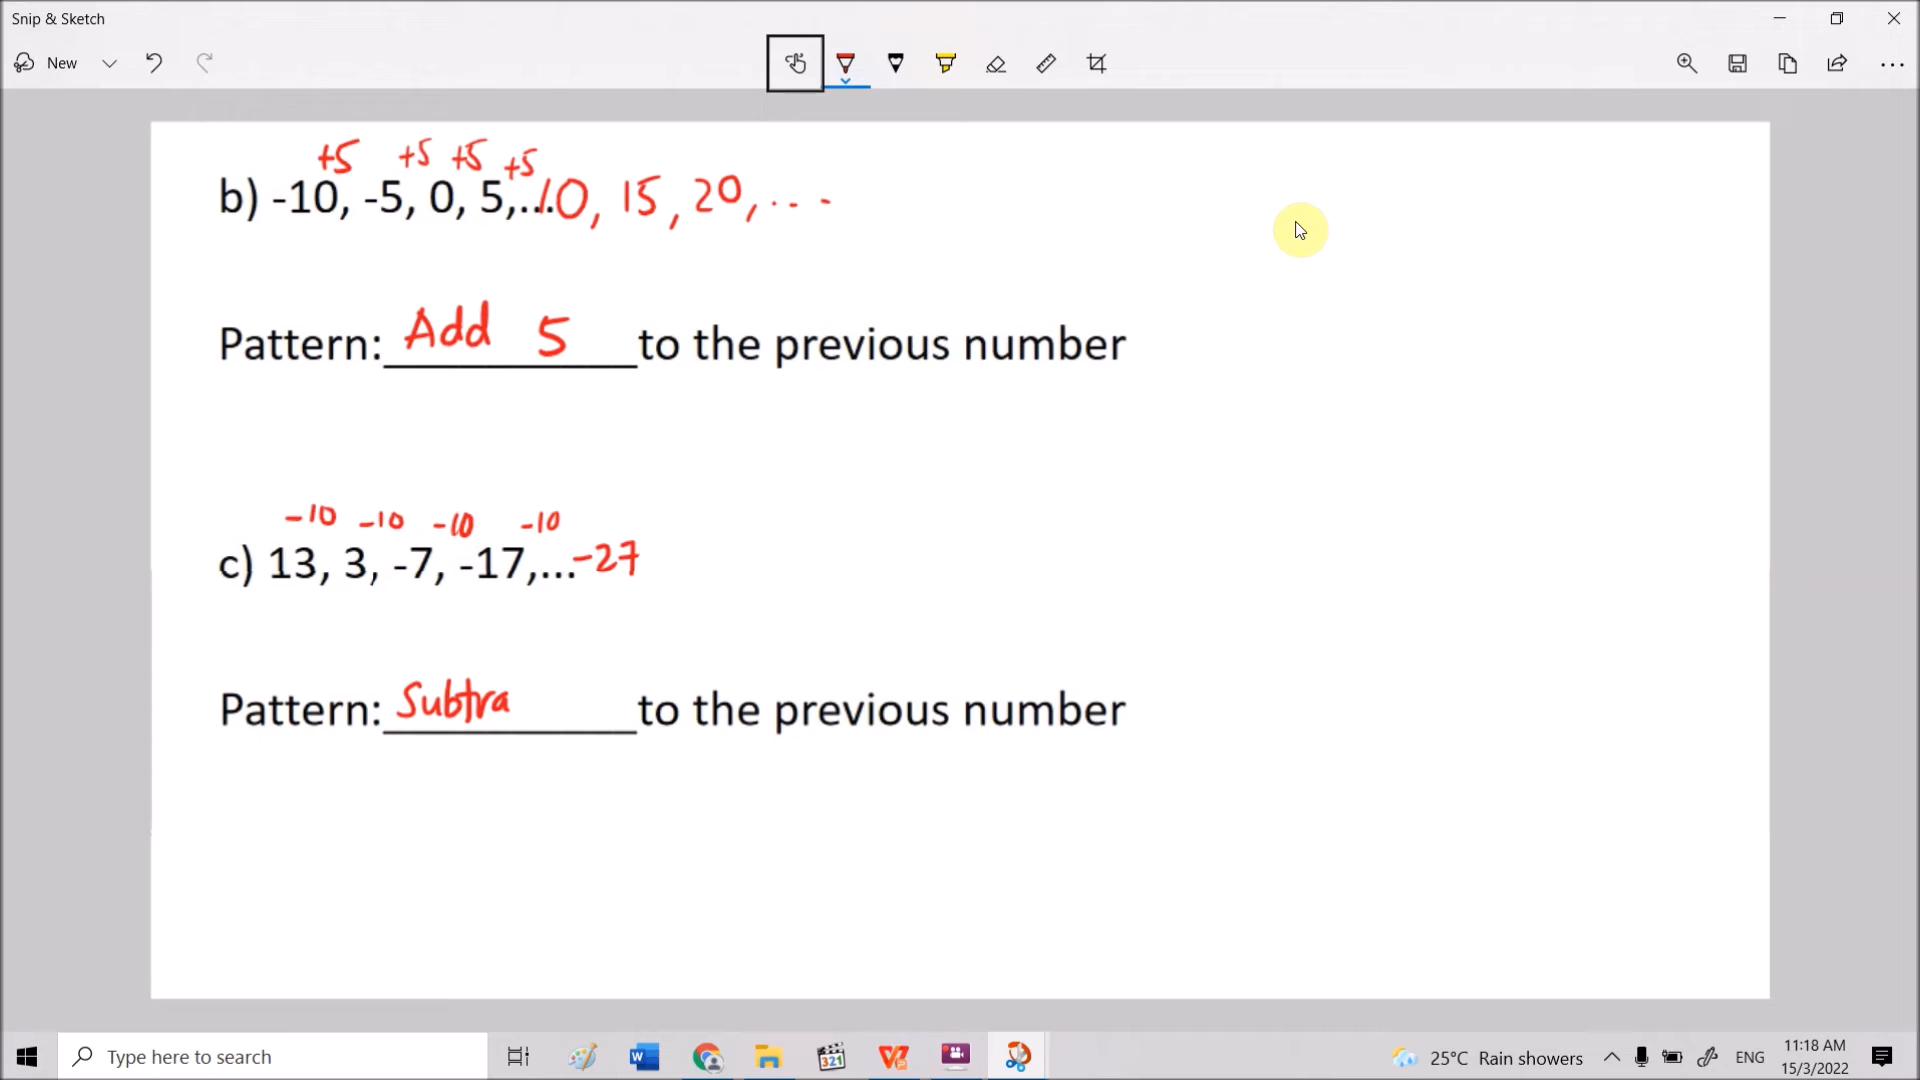 Snip & Sketch
New
+5 +5 +5 +5
b) -10, -5, 0, 5,... 10, 15, 20, ...
Pattern: Add 5 to the previous number
-10 -10 -10 -10
c) 13, 3, -7, -17,... -27
Pattern: Subtra to the previous number
Type here to search
W
321
25°C Rain showers
ENG
11:18 AM
15/3/2022